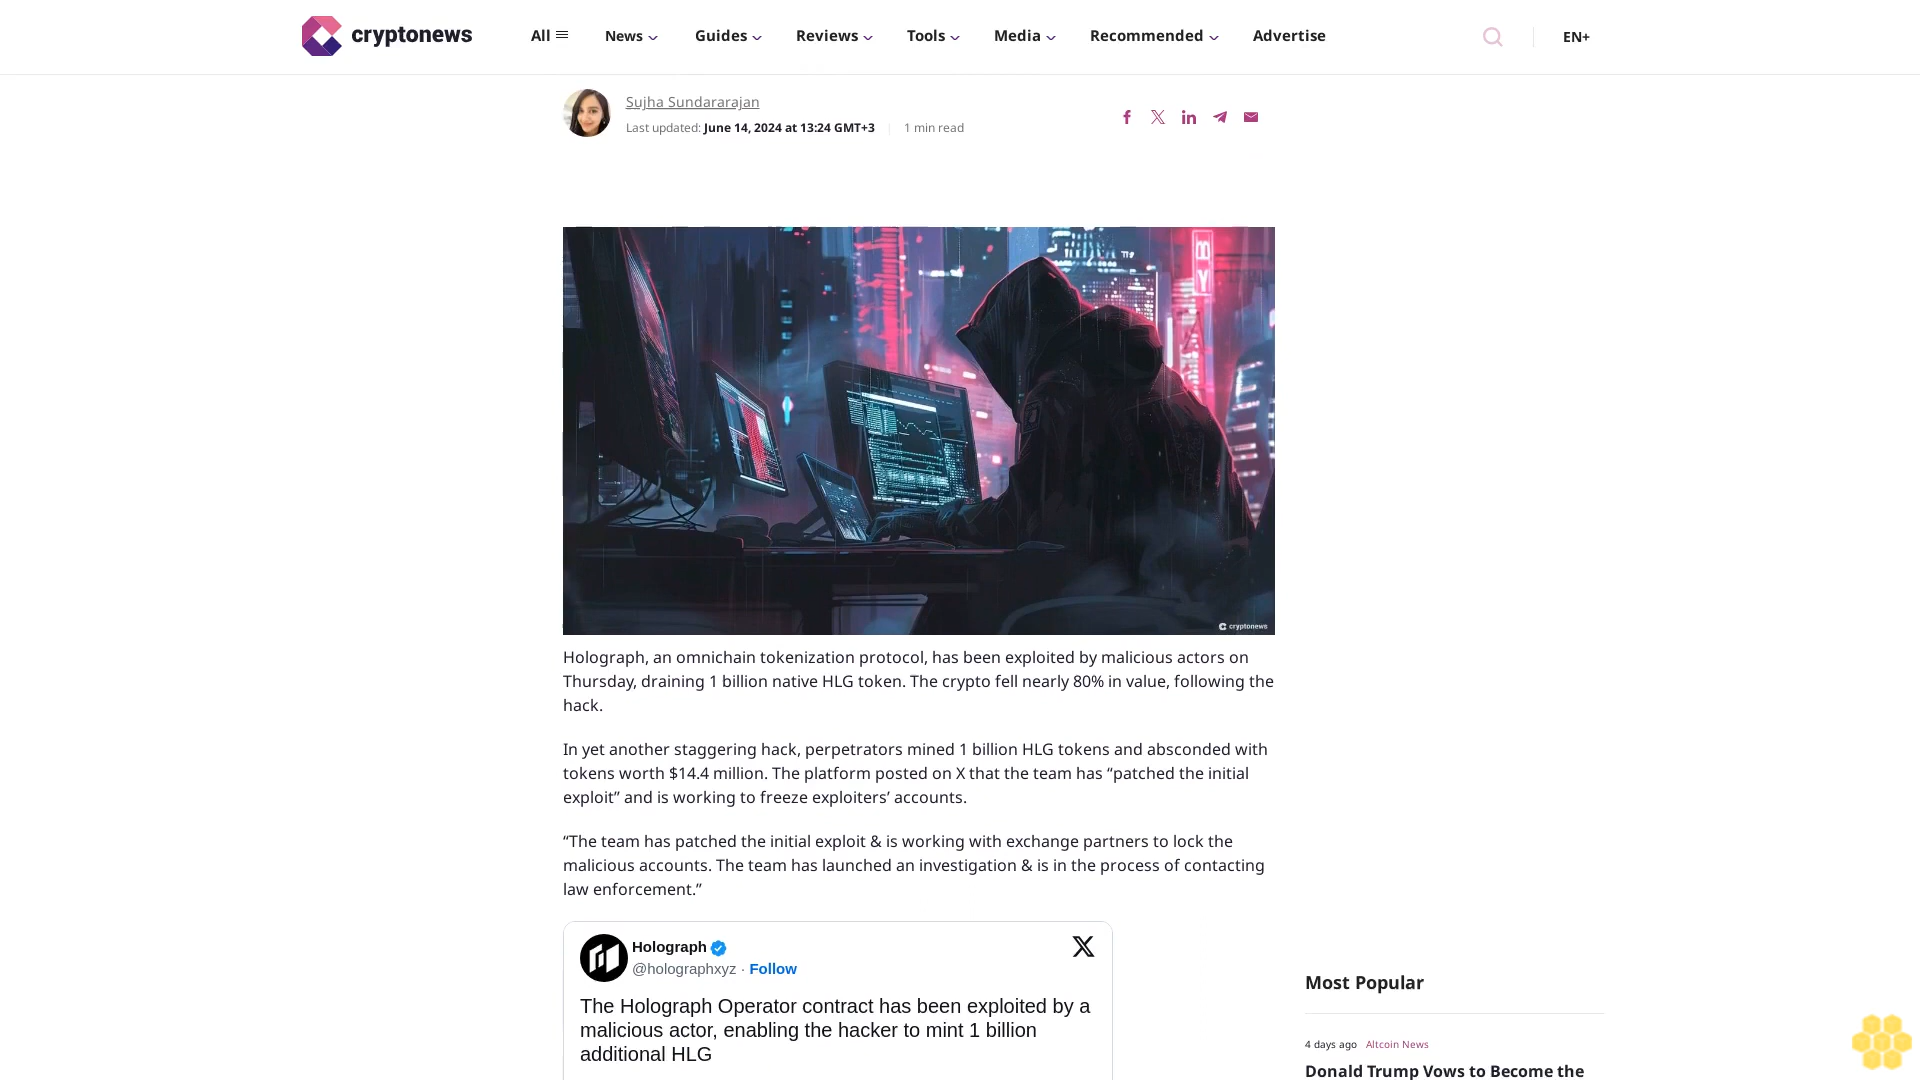 cryptonews
All
News
Guides
Reviews
Tools
Media
Recommended
Advertise
EN+
Sujha Sundararajan
Last updated: June 14, 2024 at 13:24 GMT+3 | 1 min read
cryptonews
Holograph, an omnichain tokenization protocol, has been exploited by malicious actors on
Thursday, draining 1 billion native HLG token. The crypto fell nearly 80% in value, following the
hack.
In yet another staggering hack, perpetrators mined 1 billion HLG tokens and absconded with
tokens worth $14.4 million. The platform posted on X that the team has “patched the initial
exploit” and is working to freeze exploiters’ accounts.
“The team has patched the initial exploit & is working with exchange partners to lock the
malicious accounts. The team has launched an investigation & is in the process of contacting
law enforcement.”
Holograph
@holographxyz · Follow
The Holograph Operator contract has been exploited by a
malicious actor, enabling the hacker to mint 1 billion
additional HLG
Most Popular
4 days ago Altcoin News
Donald Trump Vows to Become the